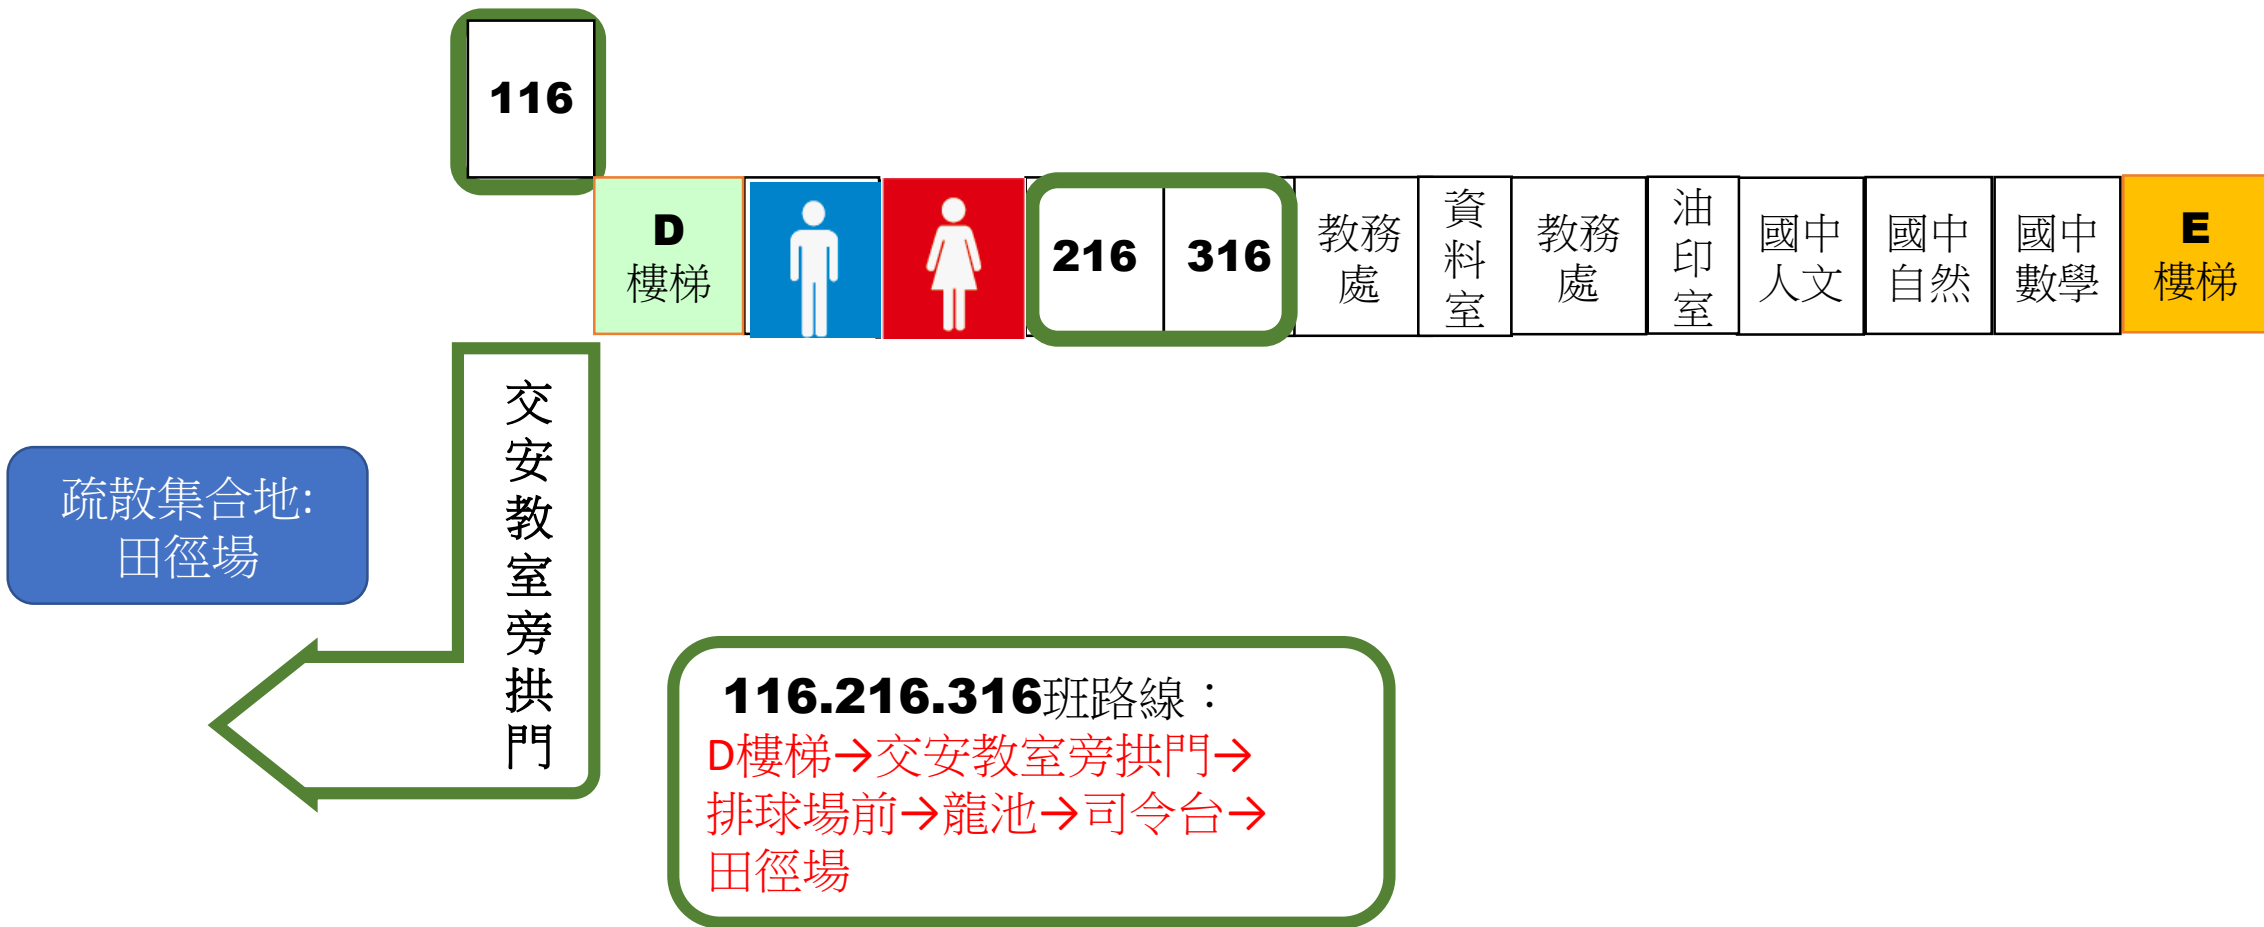 116
D
樓梯
216
316
教務
處
資
料
室
教務
處
油
印
室
國中
人文
國中
自然
國中
數學
E
樓梯
交
安
教
室
旁
拱
門
疏散集合地:
田徑場
116.216.316班路線：
D樓梯→交安教室旁拱門→
排球場前→龍池→司令台→
田徑場